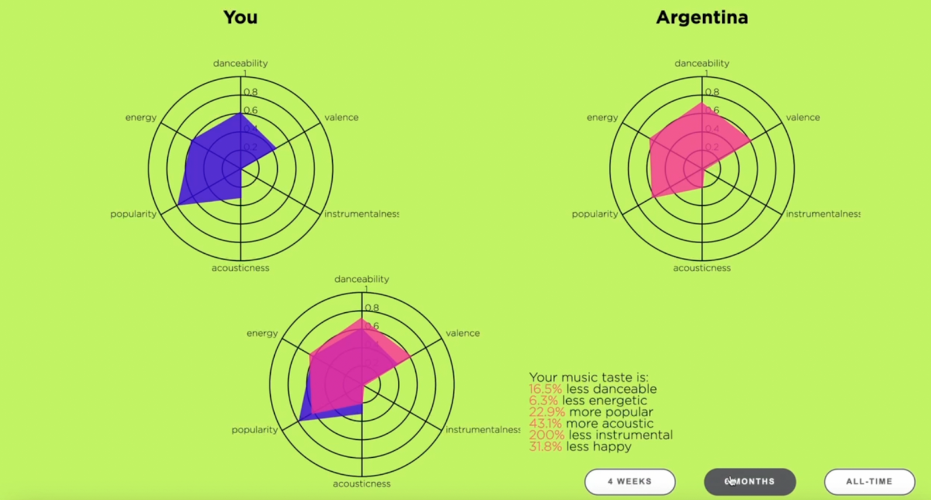 You
Argentina
danceability
1
0.8
0.6
0.4
0.2
energy
valence
popularity
instrumentalness
acousticness
danceability
1
0.8
0.6
0.4
0.2
energy
valence
popularity
instrumentalness
acousticness
danceability
1
0.8
0.6
energy
valence
popularity
instrumentalness
acousticness
Your music taste is:
16.5% less danceable
6.3% less energetic
22.9% more popular
43.1% more acoustic
200% less instrumental
31.8% less happy
4 WEEKS
6 MONTHS
ALL-TIME